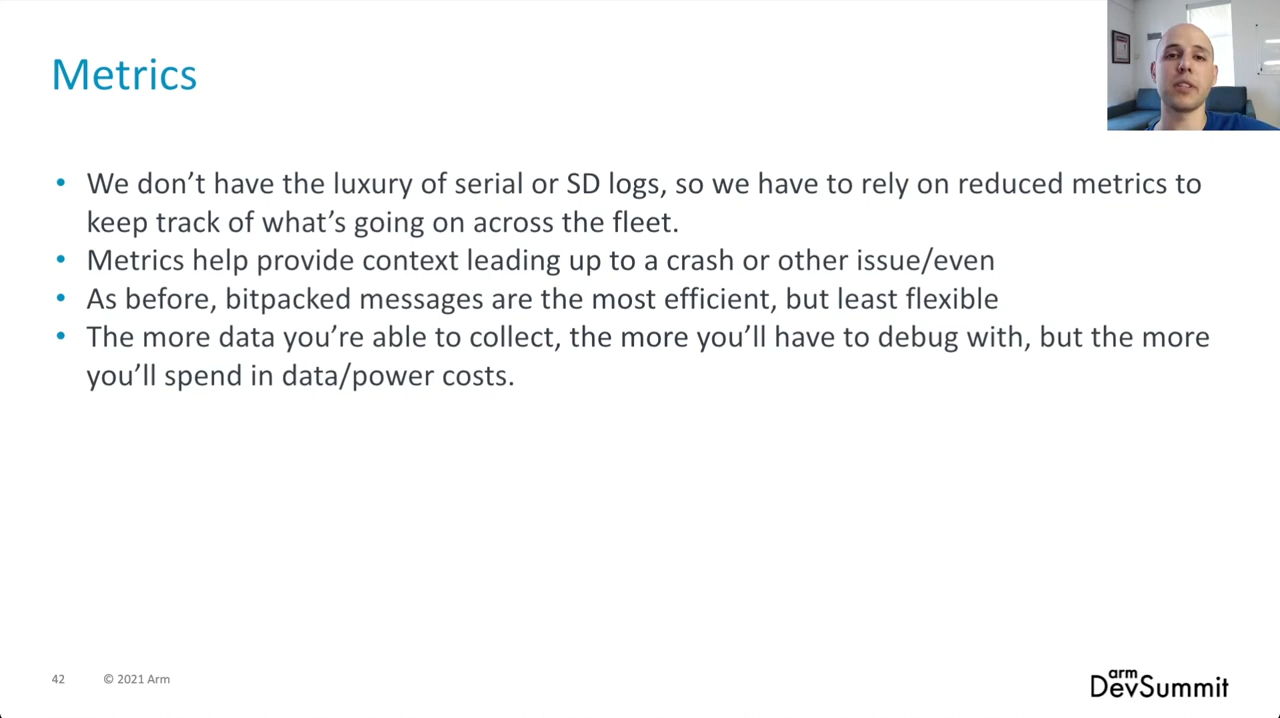 Metrics
• We don’t have the luxury of serial or SD logs, so we have to rely on reduced metrics to
keep track of what’s going on across the fleet.
• Metrics help provide context leading up to a crash or other issue/even
• As before, bitpacked messages are the most efficient, but least flexible
• The more data you’re able to collect, the more you’ll have to debug with, but the more
you’ll spend in data/power costs.
42 © 2021 Arm
arm
DevSummit